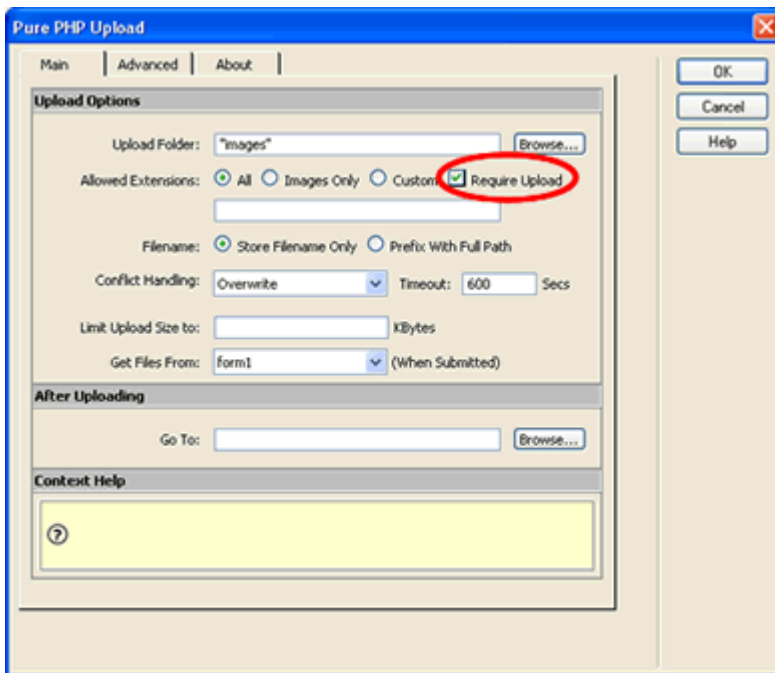 Pure PHP Upload
Main Advanced About
OK
Cancel
Help
Upload Options
Upload Folder: "images" Browse...
Allowed Extensions: All Images Only Custom Require Upload
Filename: Store Filename Only Prefix With Full Path
Conflict Handling: Overwrite Timeout: 600 Secs
Limit Upload Size to: KBytes
Get Files From: form1 (When Submitted)
After Uploading
Go To: Browse...
Context Help
?